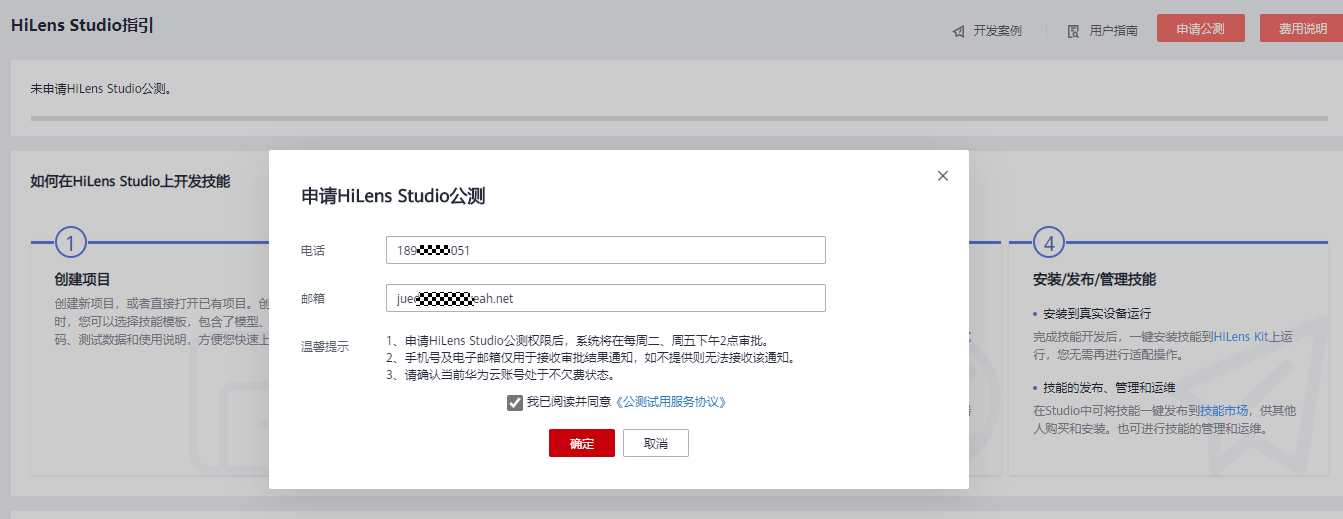 HiLens Studio指引
开发案例
用户指南
申请公测
费用说明
未申请HiLens Studio公测。
如何在HiLens Studio上开发技能
1
创建项目
创建新项目，或者直接打开已有项目。创
时，您可以选择技能模板，包含了模型、
码、测试数据和使用说明，方便您快速上
申请HiLens Studio公测
电话
189 051
邮箱
jue eah.net
温馨提示
1、申请HiLens Studio公测权限后，系统将在每周二、周五下午2点审批。
2、手机号及电子邮箱仅用于接收审批结果通知，如不提供则无法接收该通知。
3、请确认当前华为云账号处于不欠费状态。
我已阅读并同意《公测试用服务协议》
确定
取消
4
安装/发布/管理技能
安装到真实设备运行
完成技能开发后，一键安装技能到HiLens Kit上运
行，您无需再进行适配操作。
技能的发布、管理和运维
在Studio中可将技能一键发布到技能市场，供其他
人购买和安装。也可进行技能的管理和运维。